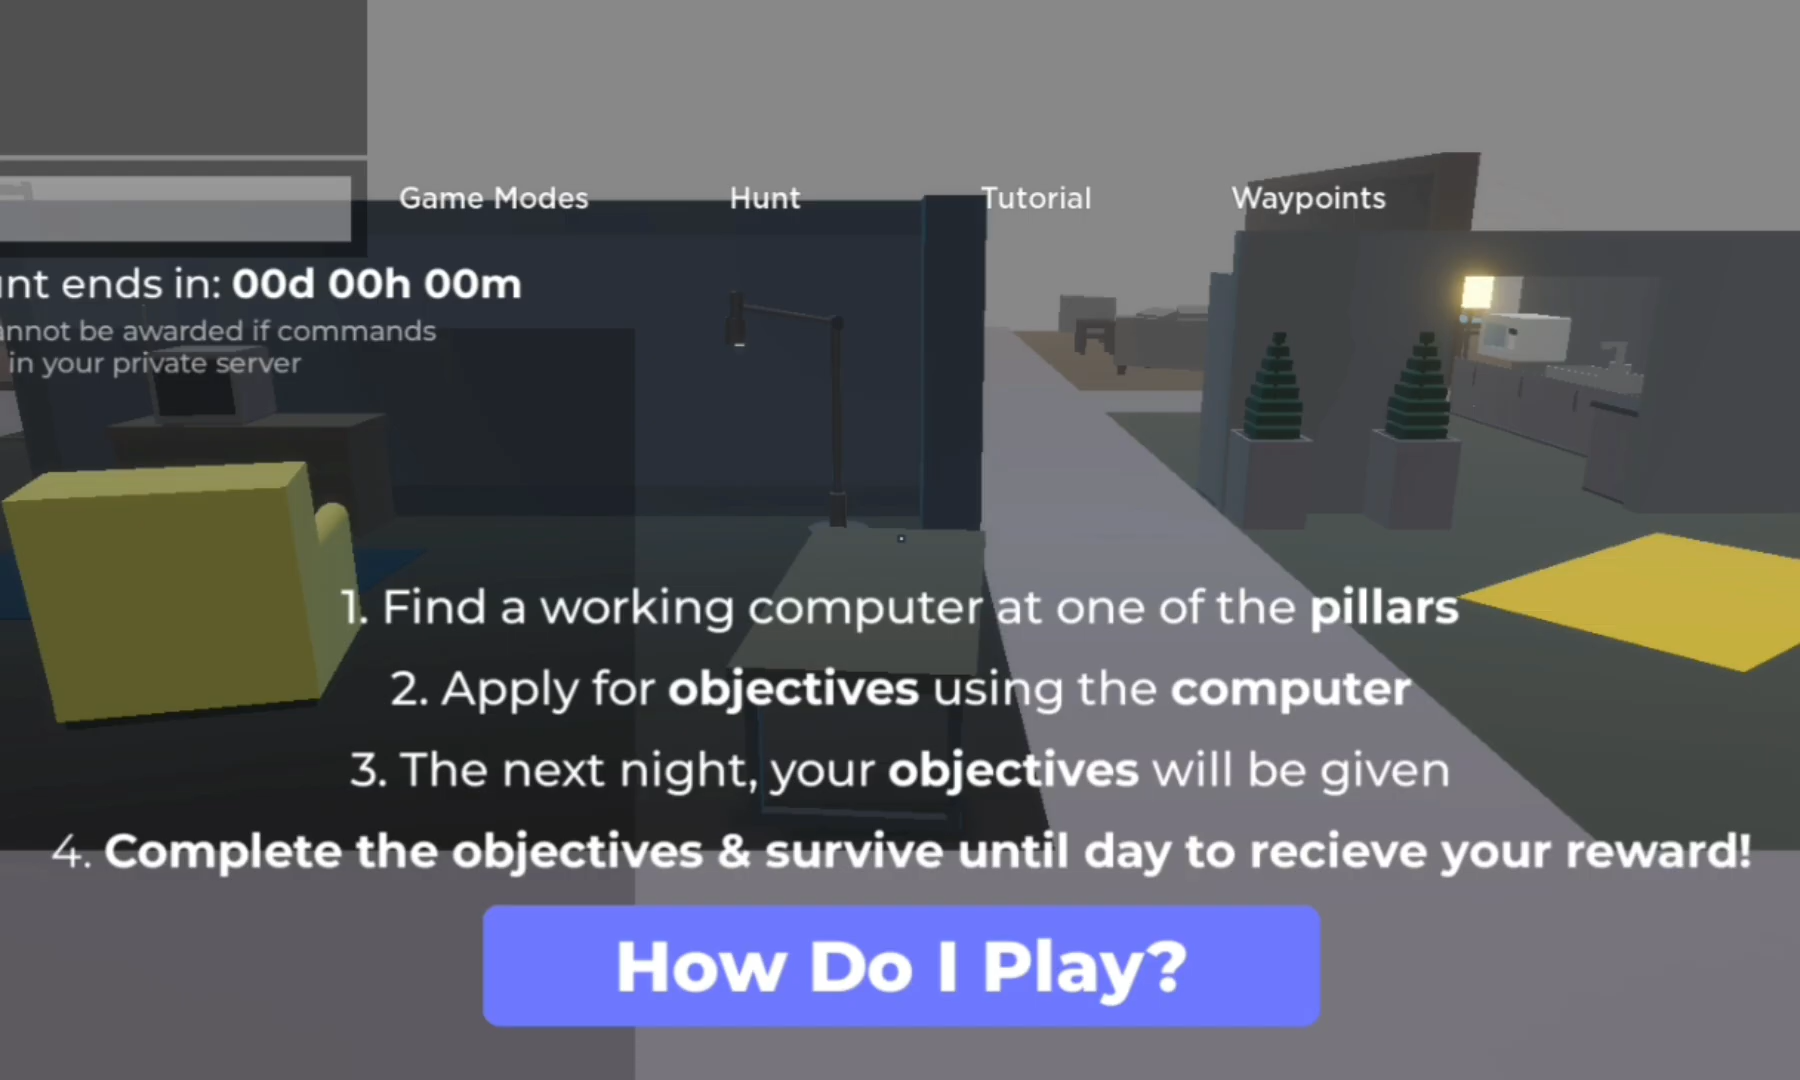 Game Modes Hunt Tutorial Waypoints
ends in: 00d 00h 00m
be awarded if commands
in your private server
1. Find a working computer at one of the pillars
2. Apply for objectives using the computer
3. The next night, your objectives will be given
4. Complete the objectives & survive until day to recieve your reward!
How Do I Play?